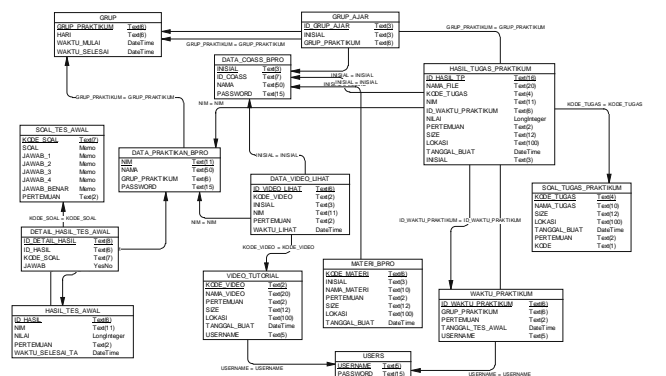 GRUP
GRUP_PRAKTIKUM Text(6)
HARI Text(6)
WAKTU_MULAI DateTime
WAKTU_SELESAI DateTime
GRUP_AJAR
ID_GRUP_AJAR Text(3)
INISIAL Text(3)
GRUP_PRAKTIKUM Text(6)
GRUP_PRAKTIKUM = GRUP_PRAKTIKUM
GRUP_PRAKTIKUM = GRUP_PRAKTIKUM
DATA_COASS_BPRO
INISIAL Text(3)
ID_COASS Text(7)
NAMA Text(50)
PASSWORD Text(15)
INISIAL = INISIAL
INISIAL = INISIAL
HASIL_TUGAS_PRAKTIKUM
ID_HASIL_TP Text(16)
NAMA_FILE Text(20)
KODE_TUGAS Text(4)
NIM Text(11)
ID_WAKTU_PRAKTIKUM Text(6)
NILAI LongInteger
PERTEMUAN Text(2)
SIZE Text(12)
LOKASI Text(100)
TANGGAL_BUAT DateTime
INISIAL Text(3)
GRUP_PRAKTIKUM = GRUP_PRAKTIKUM
NIM = NIM
KODE_TUGAS = KODE_TUGAS
SOAL_TES_AWAL
KODE_SOAL Text(7)
SOAL Memo
JAWAB_1 Memo
JAWAB_2 Memo
JAWAB_3 Memo
JAWAB_4 Memo
JAWAB_BENAR Memo
PERTEMUAN Text(2)
DATA_PRAKTIKAN_BPRO
NIM Text(11)
NAMA Text(50)
GRUP_PRAKTIKUM Text(6)
PASSWORD Text(15)
INISIAL = INISIAL
DATA_VIDEO_LIHAT
ID_VIDEO_LIHAT Text(6)
KODE_VIDEO Text(2)
INISIAL Text(3)
NIM Text(11)
PERTEMUAN Text(2)
WAKTU_LIHAT DateTime
NIM = NIM
SOAL_TUGAS_PRAKTIKUM
KODE_TUGAS Text(4)
NAMA_TUGAS Text(10)
SIZE Text(12)
LOKASI Text(100)
TANGGAL_BUAT DateTime
PERTEMUAN Text(2)
KODE Text(1)
KODE_SOAL = KODE_SOAL
ID_WAKTU_PRAKTIKUM = ID_WAKTU_PRAKTIKUM
DETAIL_HASIL_TES_AWAL
ID_DETAIL_HASIL Text(8)
ID_HASIL Text(6)
KODE_SOAL Text(7)
JAWAB YesNo
KODE_VIDEO = KODE_VIDEO
VIDEO_TUTORIAL
KODE_VIDEO Text(2)
NAMA_VIDEO Text(20)
PERTEMUAN Text(2)
SIZE Text(12)
LOKASI Text(100)
TANGGAL_BUAT DateTime
USERNAME Text(5)
MATERI_BPRO
KODE_MATERI Text(6)
INISIAL Text(3)
NAMA_MATERI Text(10)
PERTEMUAN Text(2)
SIZE Text(12)
LOKASI Text(100)
TANGGAL_BUAT DateTime
WAKTU_PRAKTIKUM
ID_WAKTU_PRAKTIKUM Text(6)
GRUP_PRAKTIKUM Text(6)
PERTEMUAN Text(2)
TANGGAL_TES_AWAL DateTime
USERNAME Text(5)
HASIL_TES_AWAL
ID_HASIL Text(6)
NIM Text(11)
NILAI LongInteger
PERTEMUAN Text(2)
WAKTU_SELESAI_TA DateTime
USERS
USERNAME Text(5)
PASSWORD Text(15)
USERNAME = USERNAME
USERNAME = USERNAME